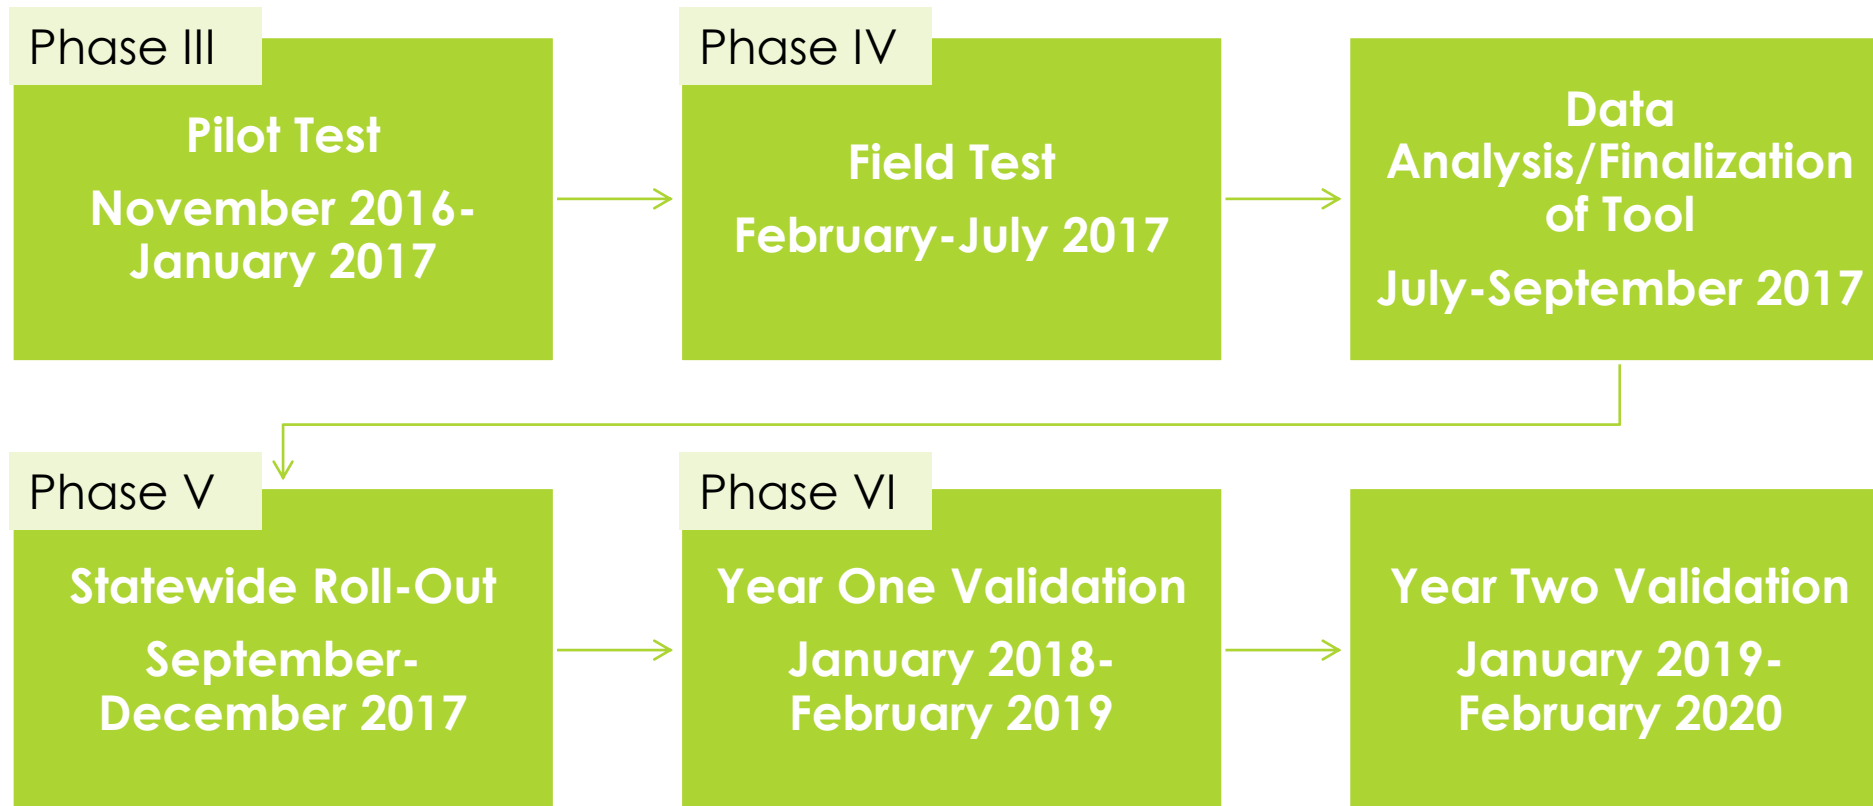 Phase III
Pilot Test
November 2016-
January 2017
Phase IV
Field Test
February-July 2017
Data
Analysis/Finalization
of Tool
July-September 2017
Phase V
Statewide Roll-Out
September-
December 2017
Phase VI
Year One Validation
January 2018-
February 2019
Year Two Validation
January 2019-
February 2020